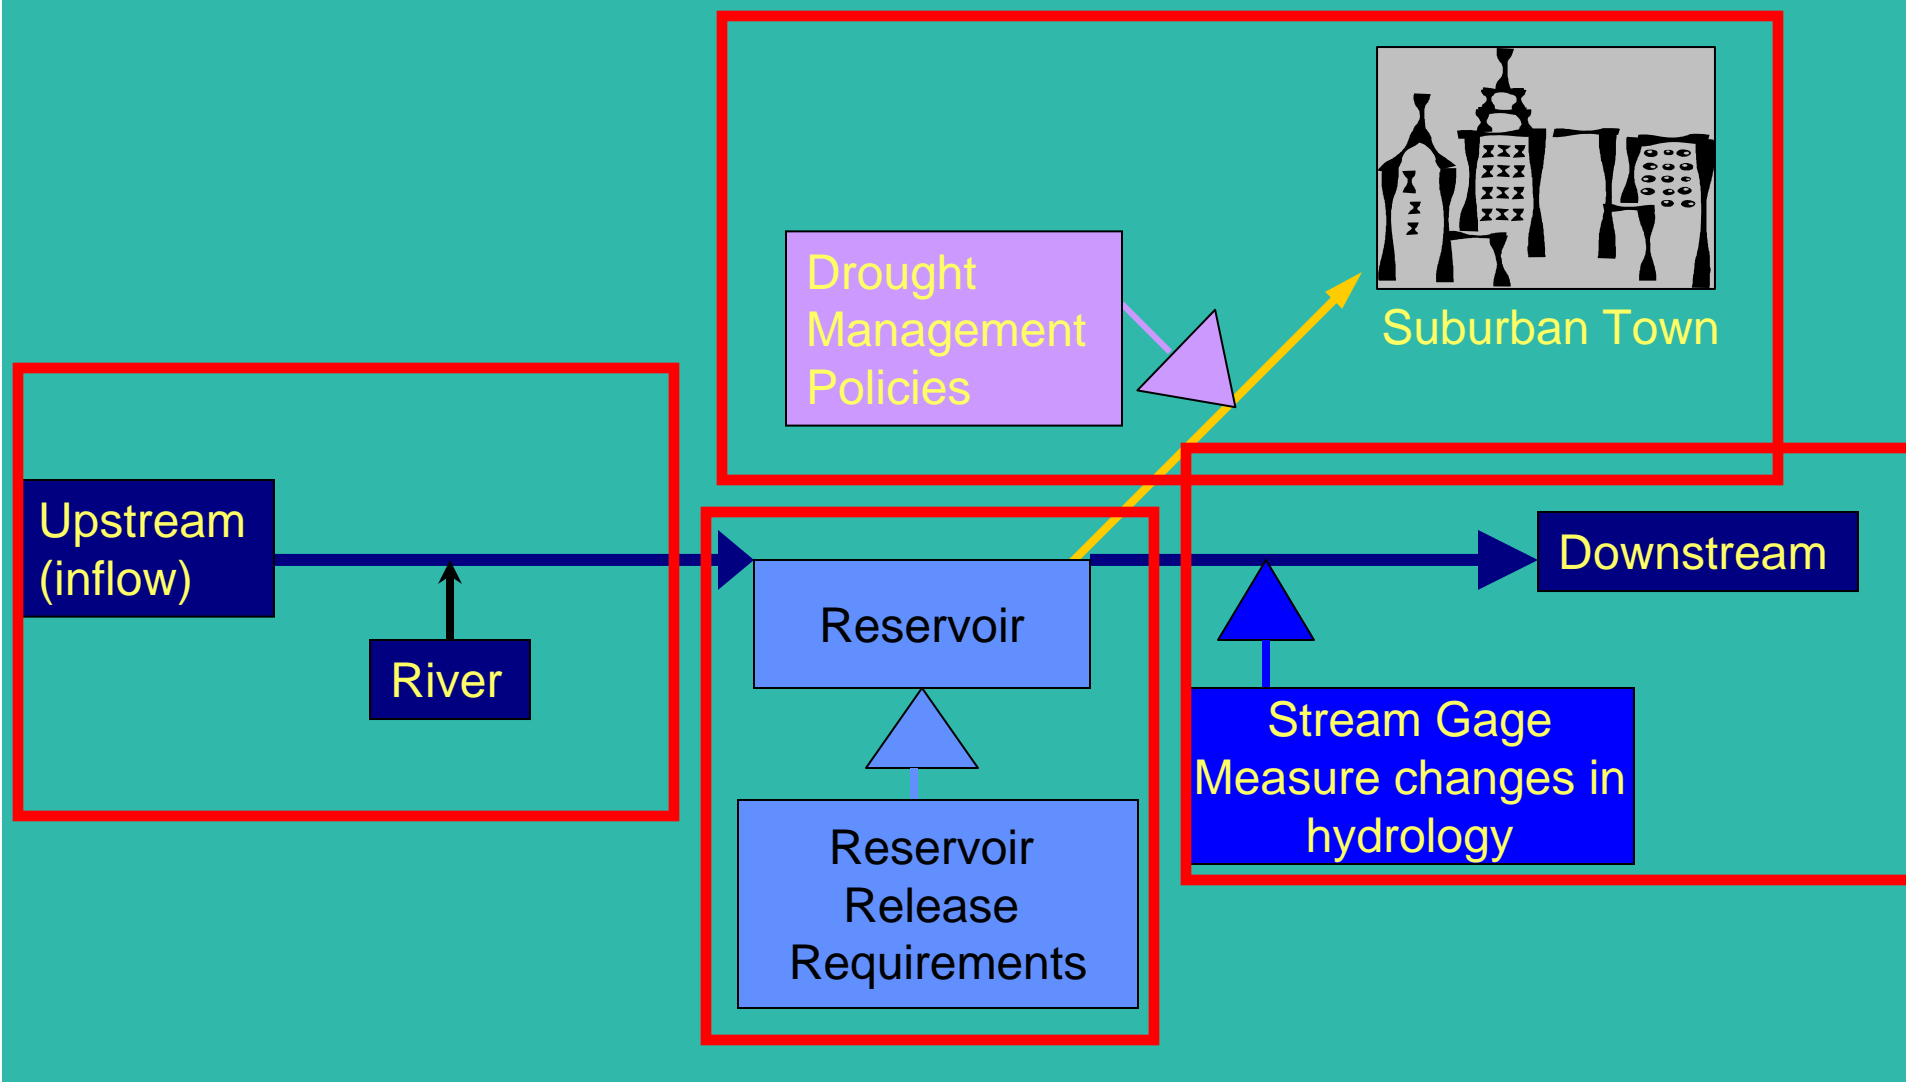 Drought
Management
Policies
Suburban Town
Upstream
(inflow)
River
Reservoir
Downstream
Stream Gage
Measure changes in
hydrology
Reservoir
Release
Requirements